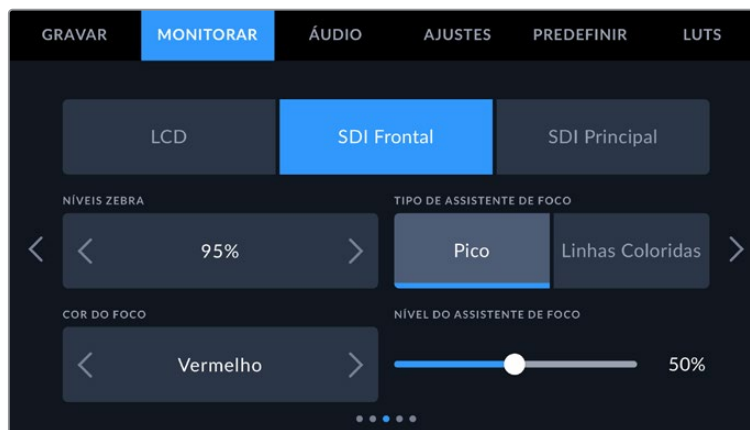 GRAVAR MONITORAR ÁUDIO AJUSTES PREDEFINIR LUTS
LCD SDI Frontal SDI Principal
NÍVEIS ZEBRA TIPO DE ASSISTENTE DE FOCO
95% Pico Linhas Coloridas
COR DO FOCO NÍVEL DO ASSISTENTE DE FOCO
Vermelho 50%